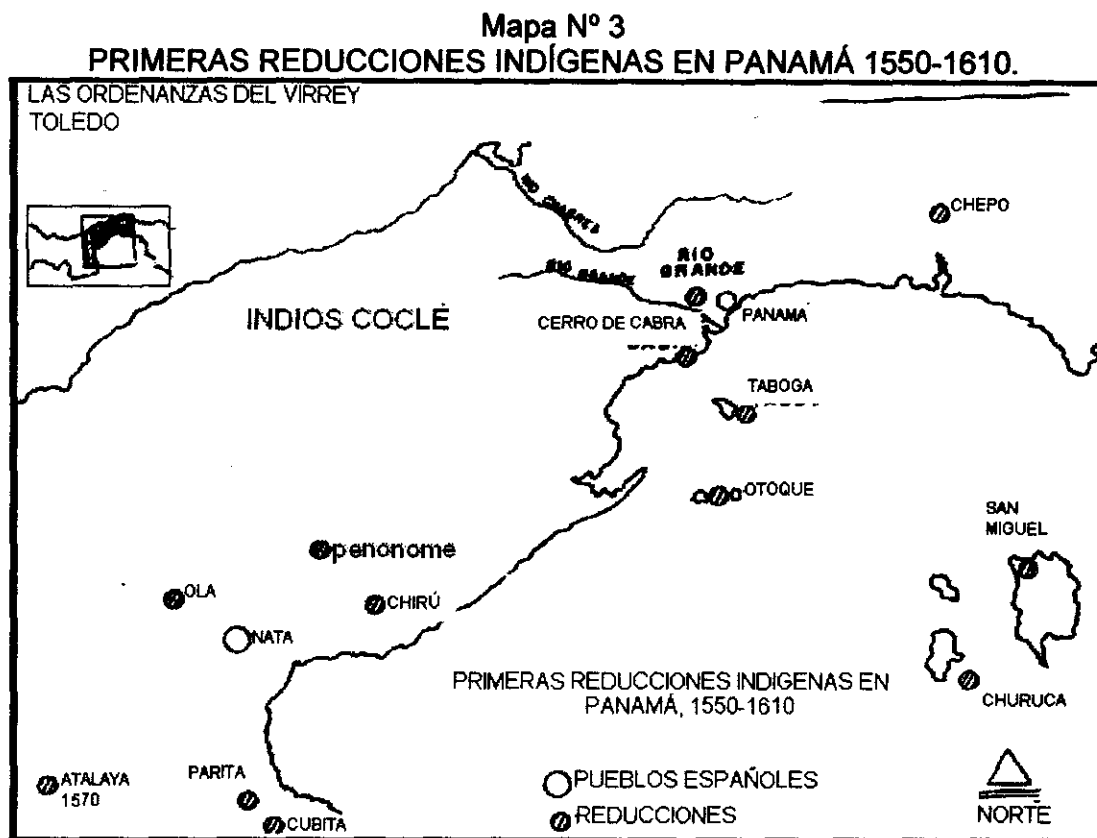 Mapa Nº 3
PRIMERAS REDUCCIONES INDÍGENAS EN PANAMÁ 1550-1610.
LAS ORDENANZAS DEL VIRREY
TOLEDO
RIO CHAGRES
CHEPO
RIO GRANDE
RÍO
GRANDE
INDIOS COCLÉ
PANAMA
CERRO DE CABRA
TABOGA
OTOQUE
SAN
MIGUEL
penonome
OLA
CHIRÚ
NATA
PRIMERAS REDUCCIONES INDIGENAS EN
PANAMÁ, 1550-1610
CHURUCA
ATALAYA
1570
PARITA
CUBITA
PUEBLOS ESPAÑOLES
REDUCCIONES
NORTE